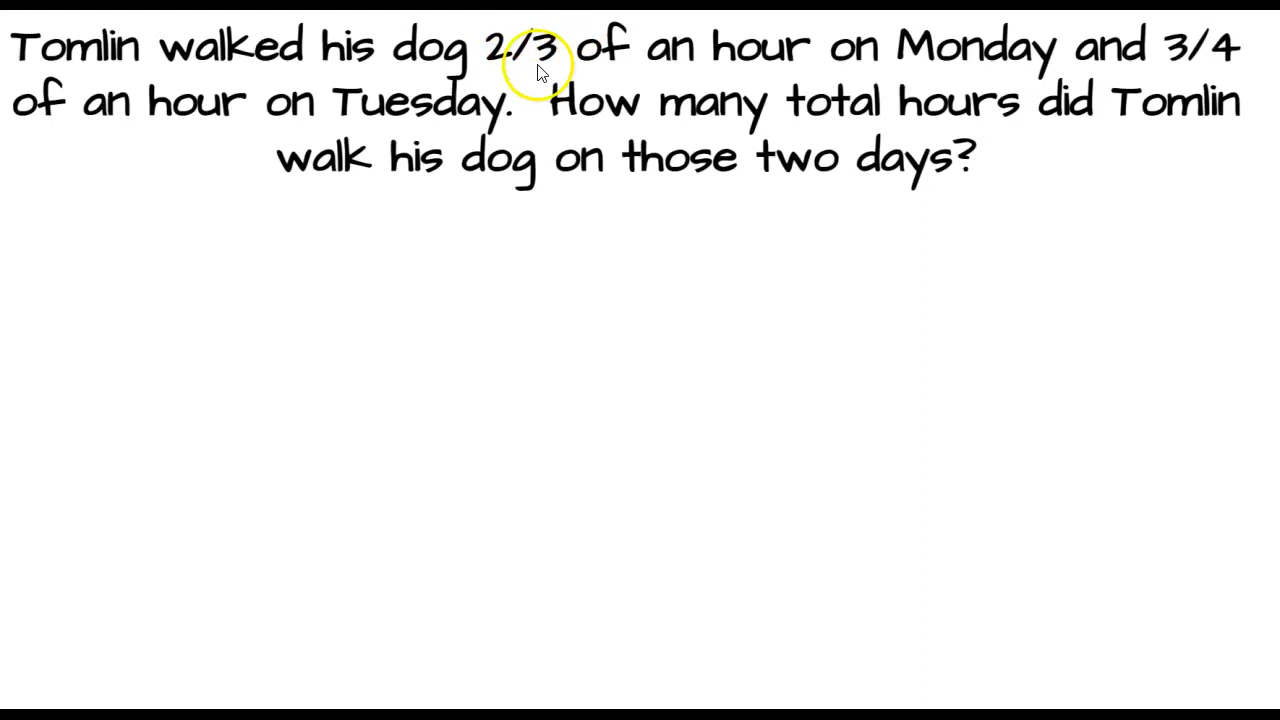 Tomlin walked his dog 2/3 of an hour on Monday and 3/4
of an hour on Tuesday. How many total hours did Tomlin
walk his dog on those two days?